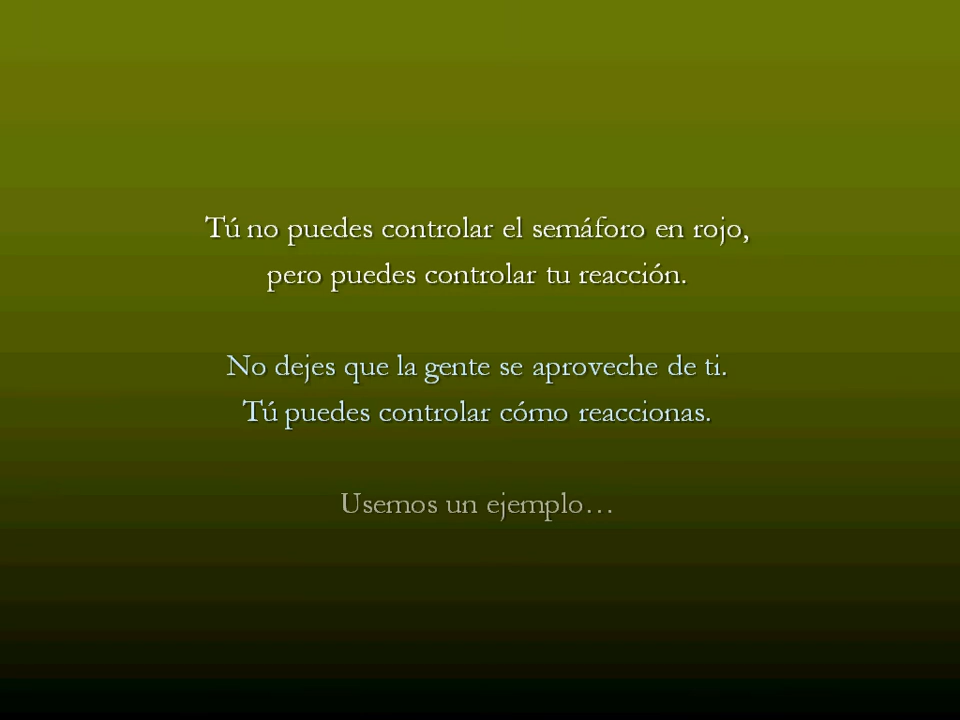 Tú no puedes controlar el semáforo en rojo,
pero puedes controlar tu reacción.
No dejes que la gente se aproveche de ti.
Tú puedes controlar cómo reaccionas.
Usemos un ejemplo…